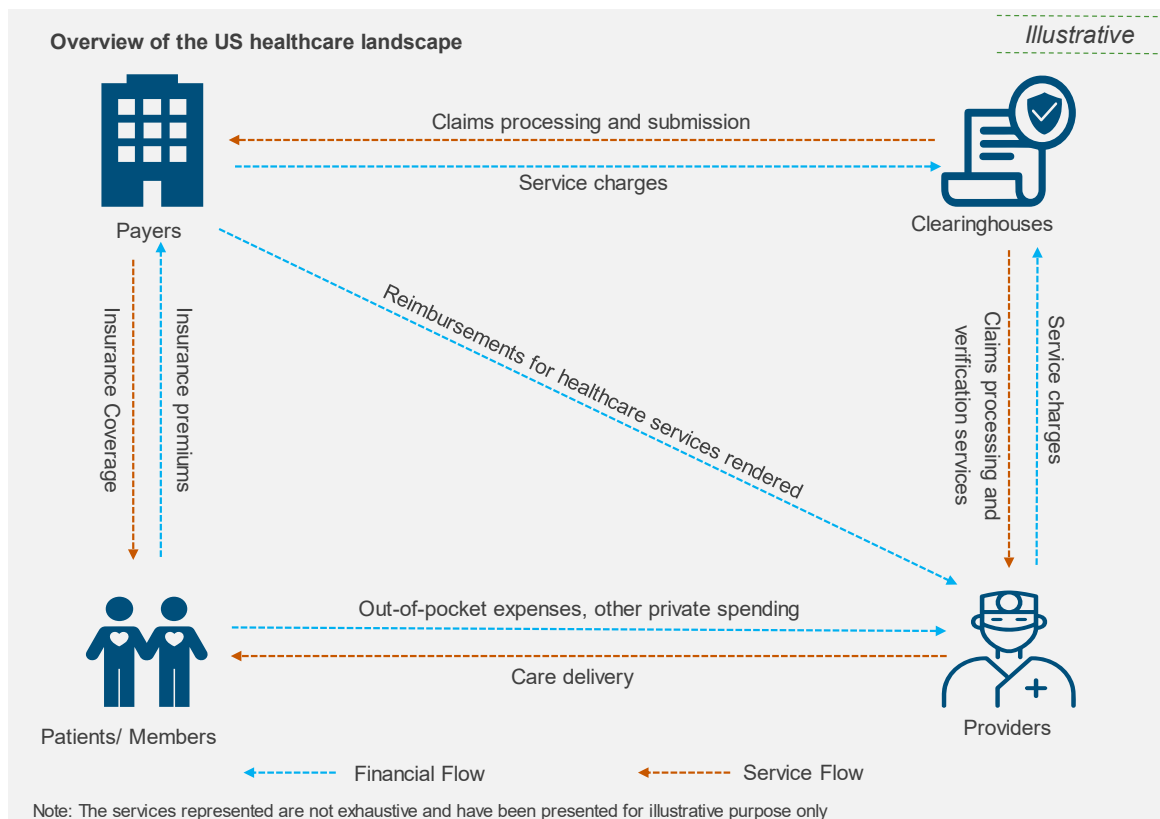 Overview of the US healthcare landscape
Illustrative
Claims processing and submission
Service charges
Payers
Clearinghouses
Insurance Coverage
Insurance premiums
Reimbursements for healthcare services rendered
Claims processing and
verification services
Service charges
Out-of-pocket expenses, other private spending
Care delivery
Patients/ Members
Providers
Financial Flow
Service Flow
Note: The services represented are not exhaustive and have been presented for illustrative purpose only